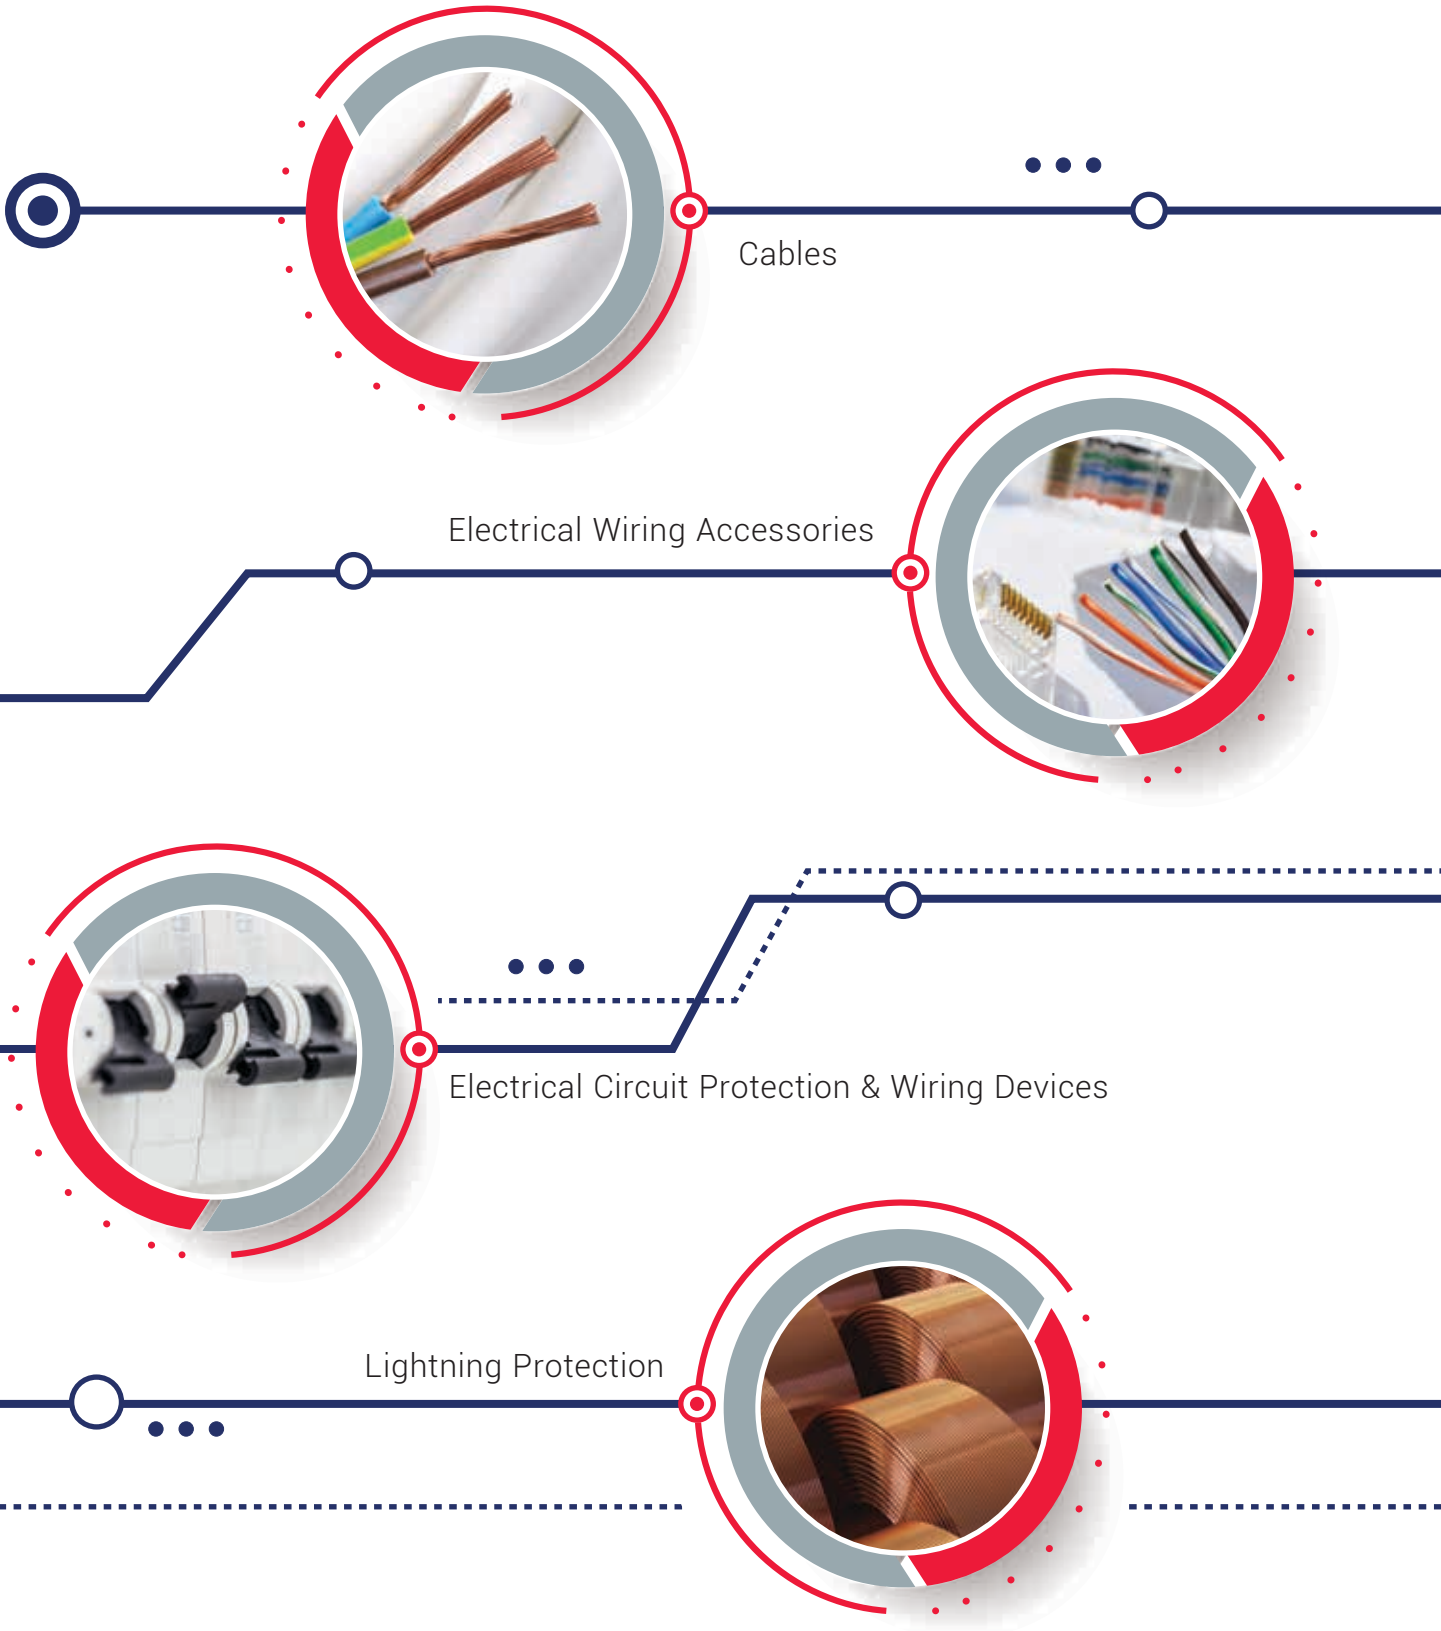 Cables
Electrical Wiring Accessories
Electrical Circuit Protection & Wiring Devices
Lightning Protection